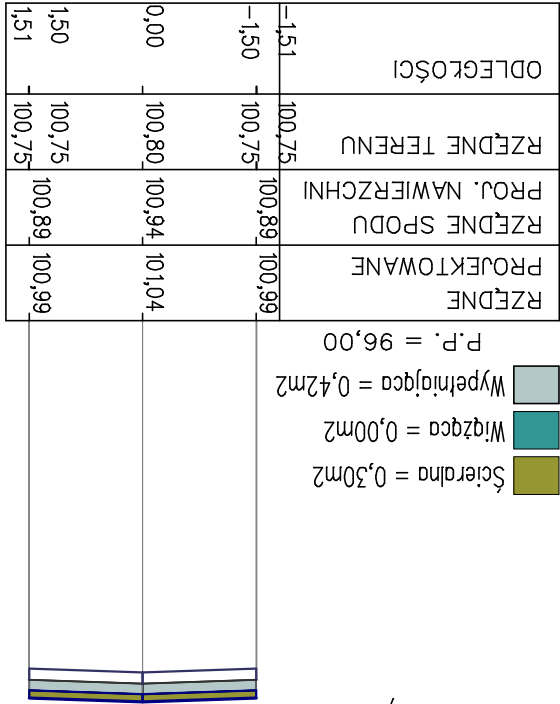 Ścieralna = 0,30m2
Wiążąca = 0,00m2
Wypełniająca = 0,42m2
P.P. = 96,00
RZĘDNE
PROJEKTOWANE
100,99 101,04 100,99
RZĘDNE SPODU
PROJ. NAWIERZCHNI
100,89 100,94 100,89
RZĘDNE TERENU
100,75 100,75 100,80 100,75 100,75
ODLEGŁOŚCI
-1,51 -1,50 0,00 1,50 1,51